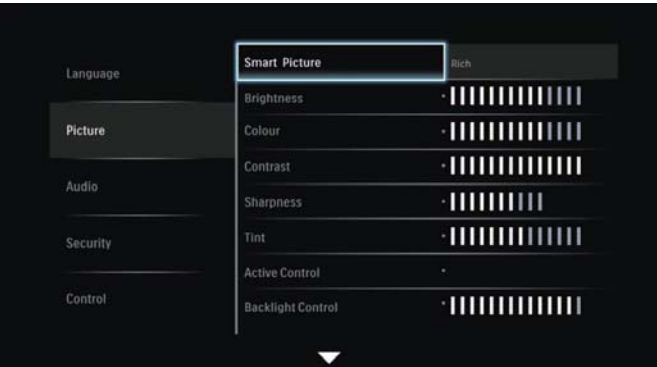 Language
Picture
Audio
Security
Control
Smart Picture Rich
Brightness
Colour
Contrast
Sharpness
Tint
Active Control
Backlight Control